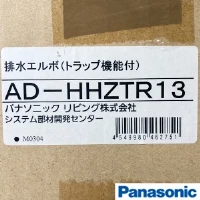 排水エルボ(トラップ機能付)
AD-HHZTR13
パナソニック リビング株式会社
システム部材開発センター
M0304
4549980462751
Panasonic